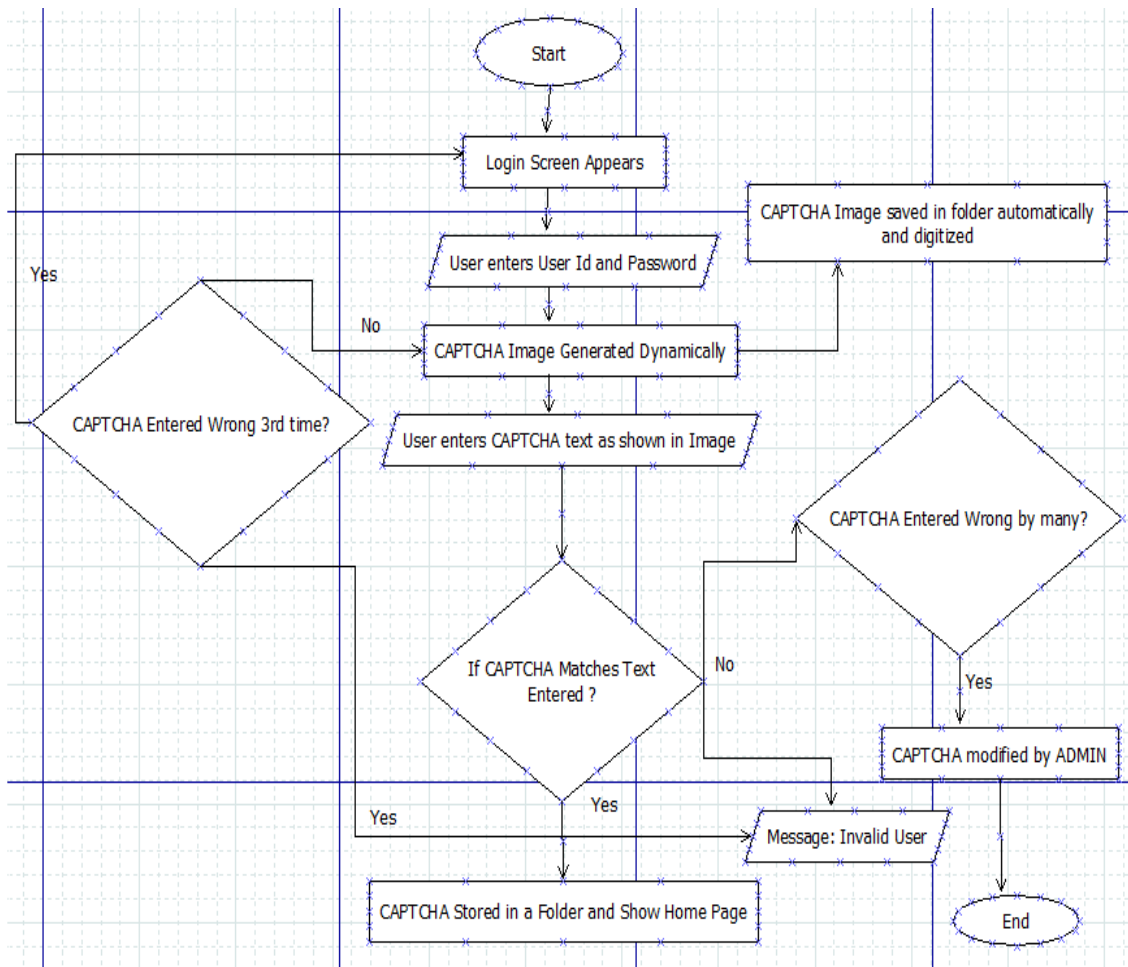 Start
Login Screen Appears
CAPTCHA Image saved in folder automatically
and digitized
Yes
User enters User Id and Password
No
CAPTCHA Image Generated Dynamically
CAPTCHA Entered Wrong 3rd time?
User enters CAPTCHA text as shown in Image
CAPTCHA Entered Wrong by many?
If CAPTCHA Matches Text
Entered ?
No
Yes
CAPTCHA modified by ADMIN
Yes
Yes
Message: Invalid User
CAPTCHA Stored in a Folder and Show Home Page
End